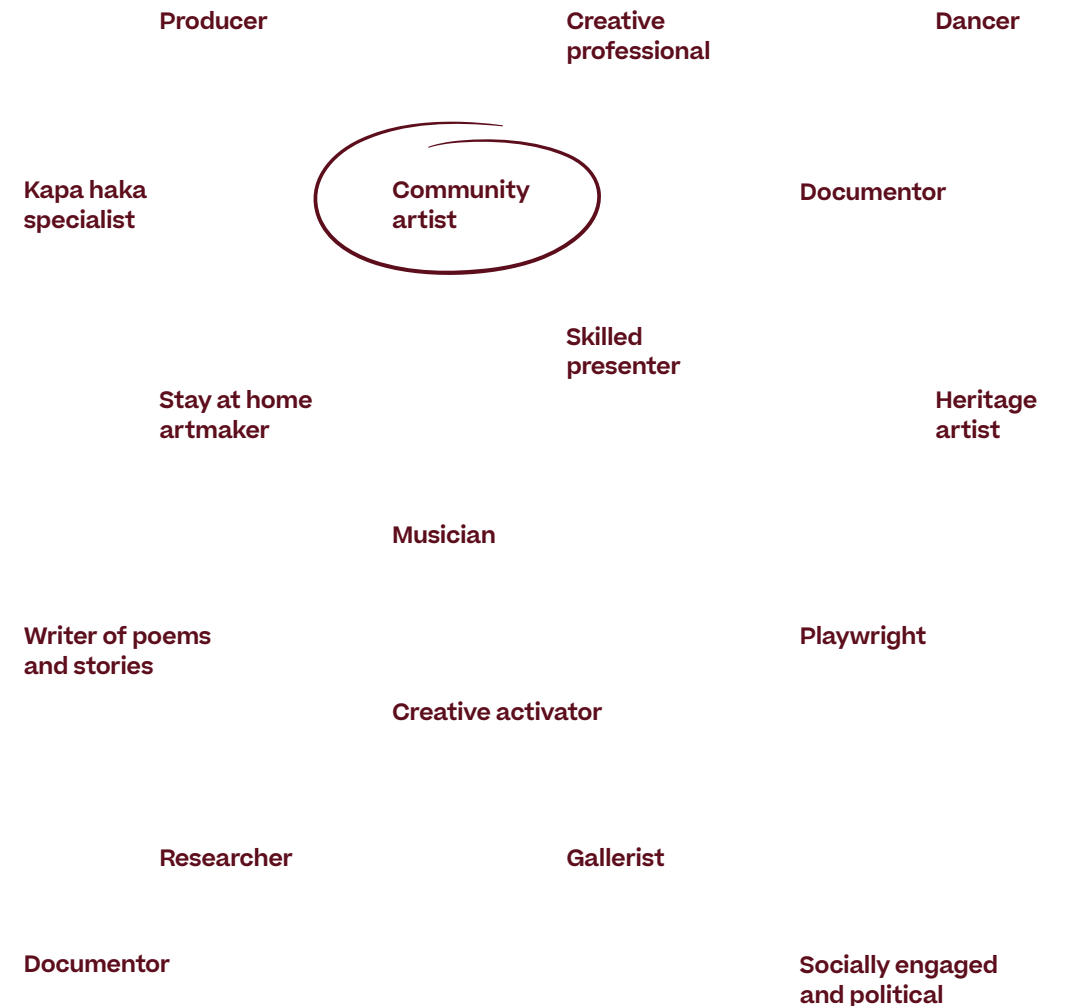 Producer
Creative
professional
Dancer
Kapa haka
specialist
Community
artist
Documentor
Skilled
presenter
Stay at home
artmaker
Heritage
artist
Musician
Writer of poems
and stories
Playwright
Creative activator
Researcher
Gallerist
Documentor
Socially engaged
and political